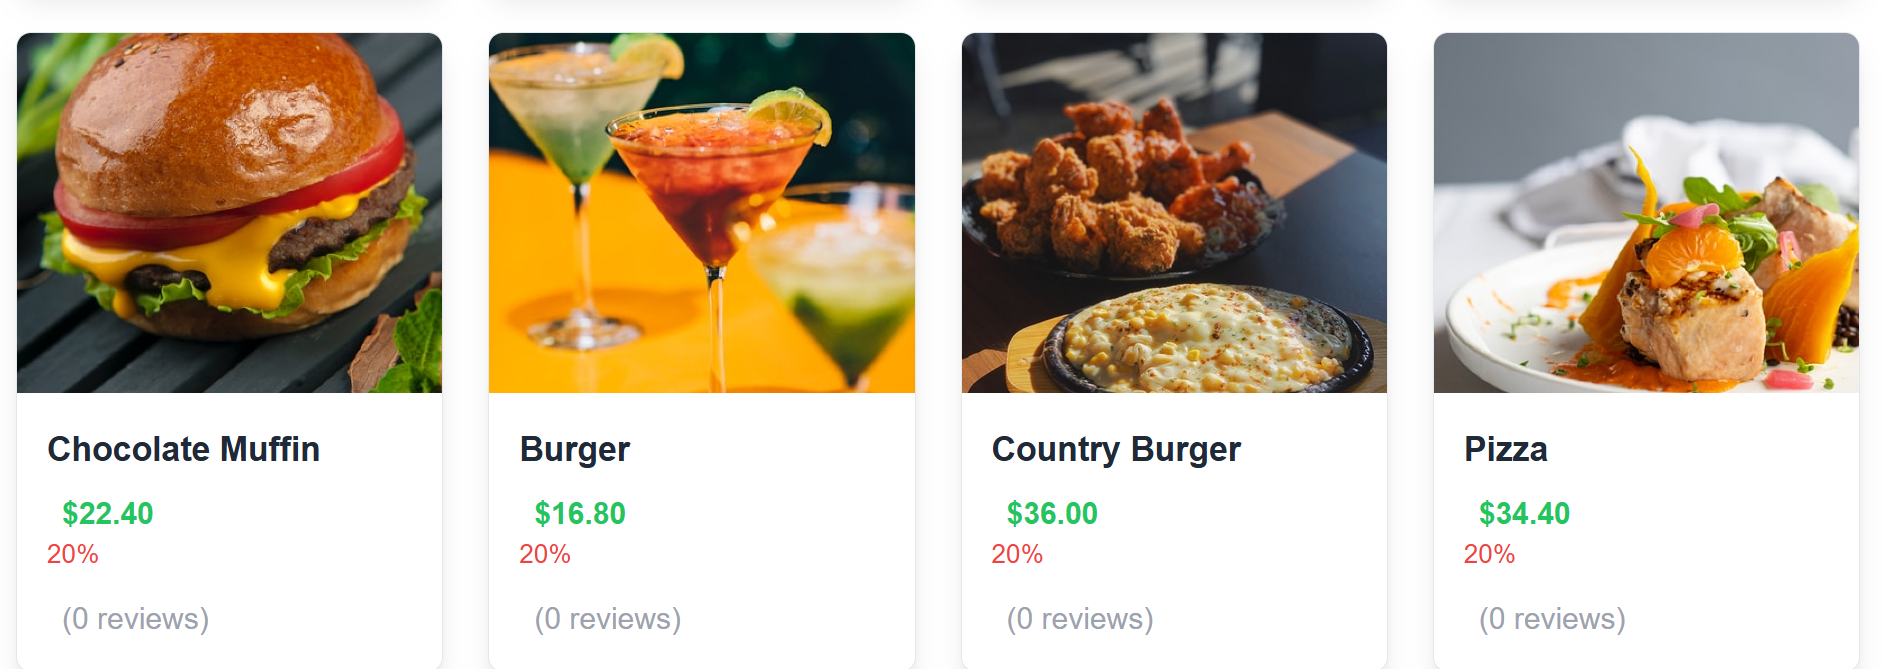 Chocolate Muffin
$22.40
20%
(0 reviews)
Burger
$16.80
20%
(0 reviews)
Country Burger
$36.00
20%
(0 reviews)
Pizza
$34.40
20%
(0 reviews)